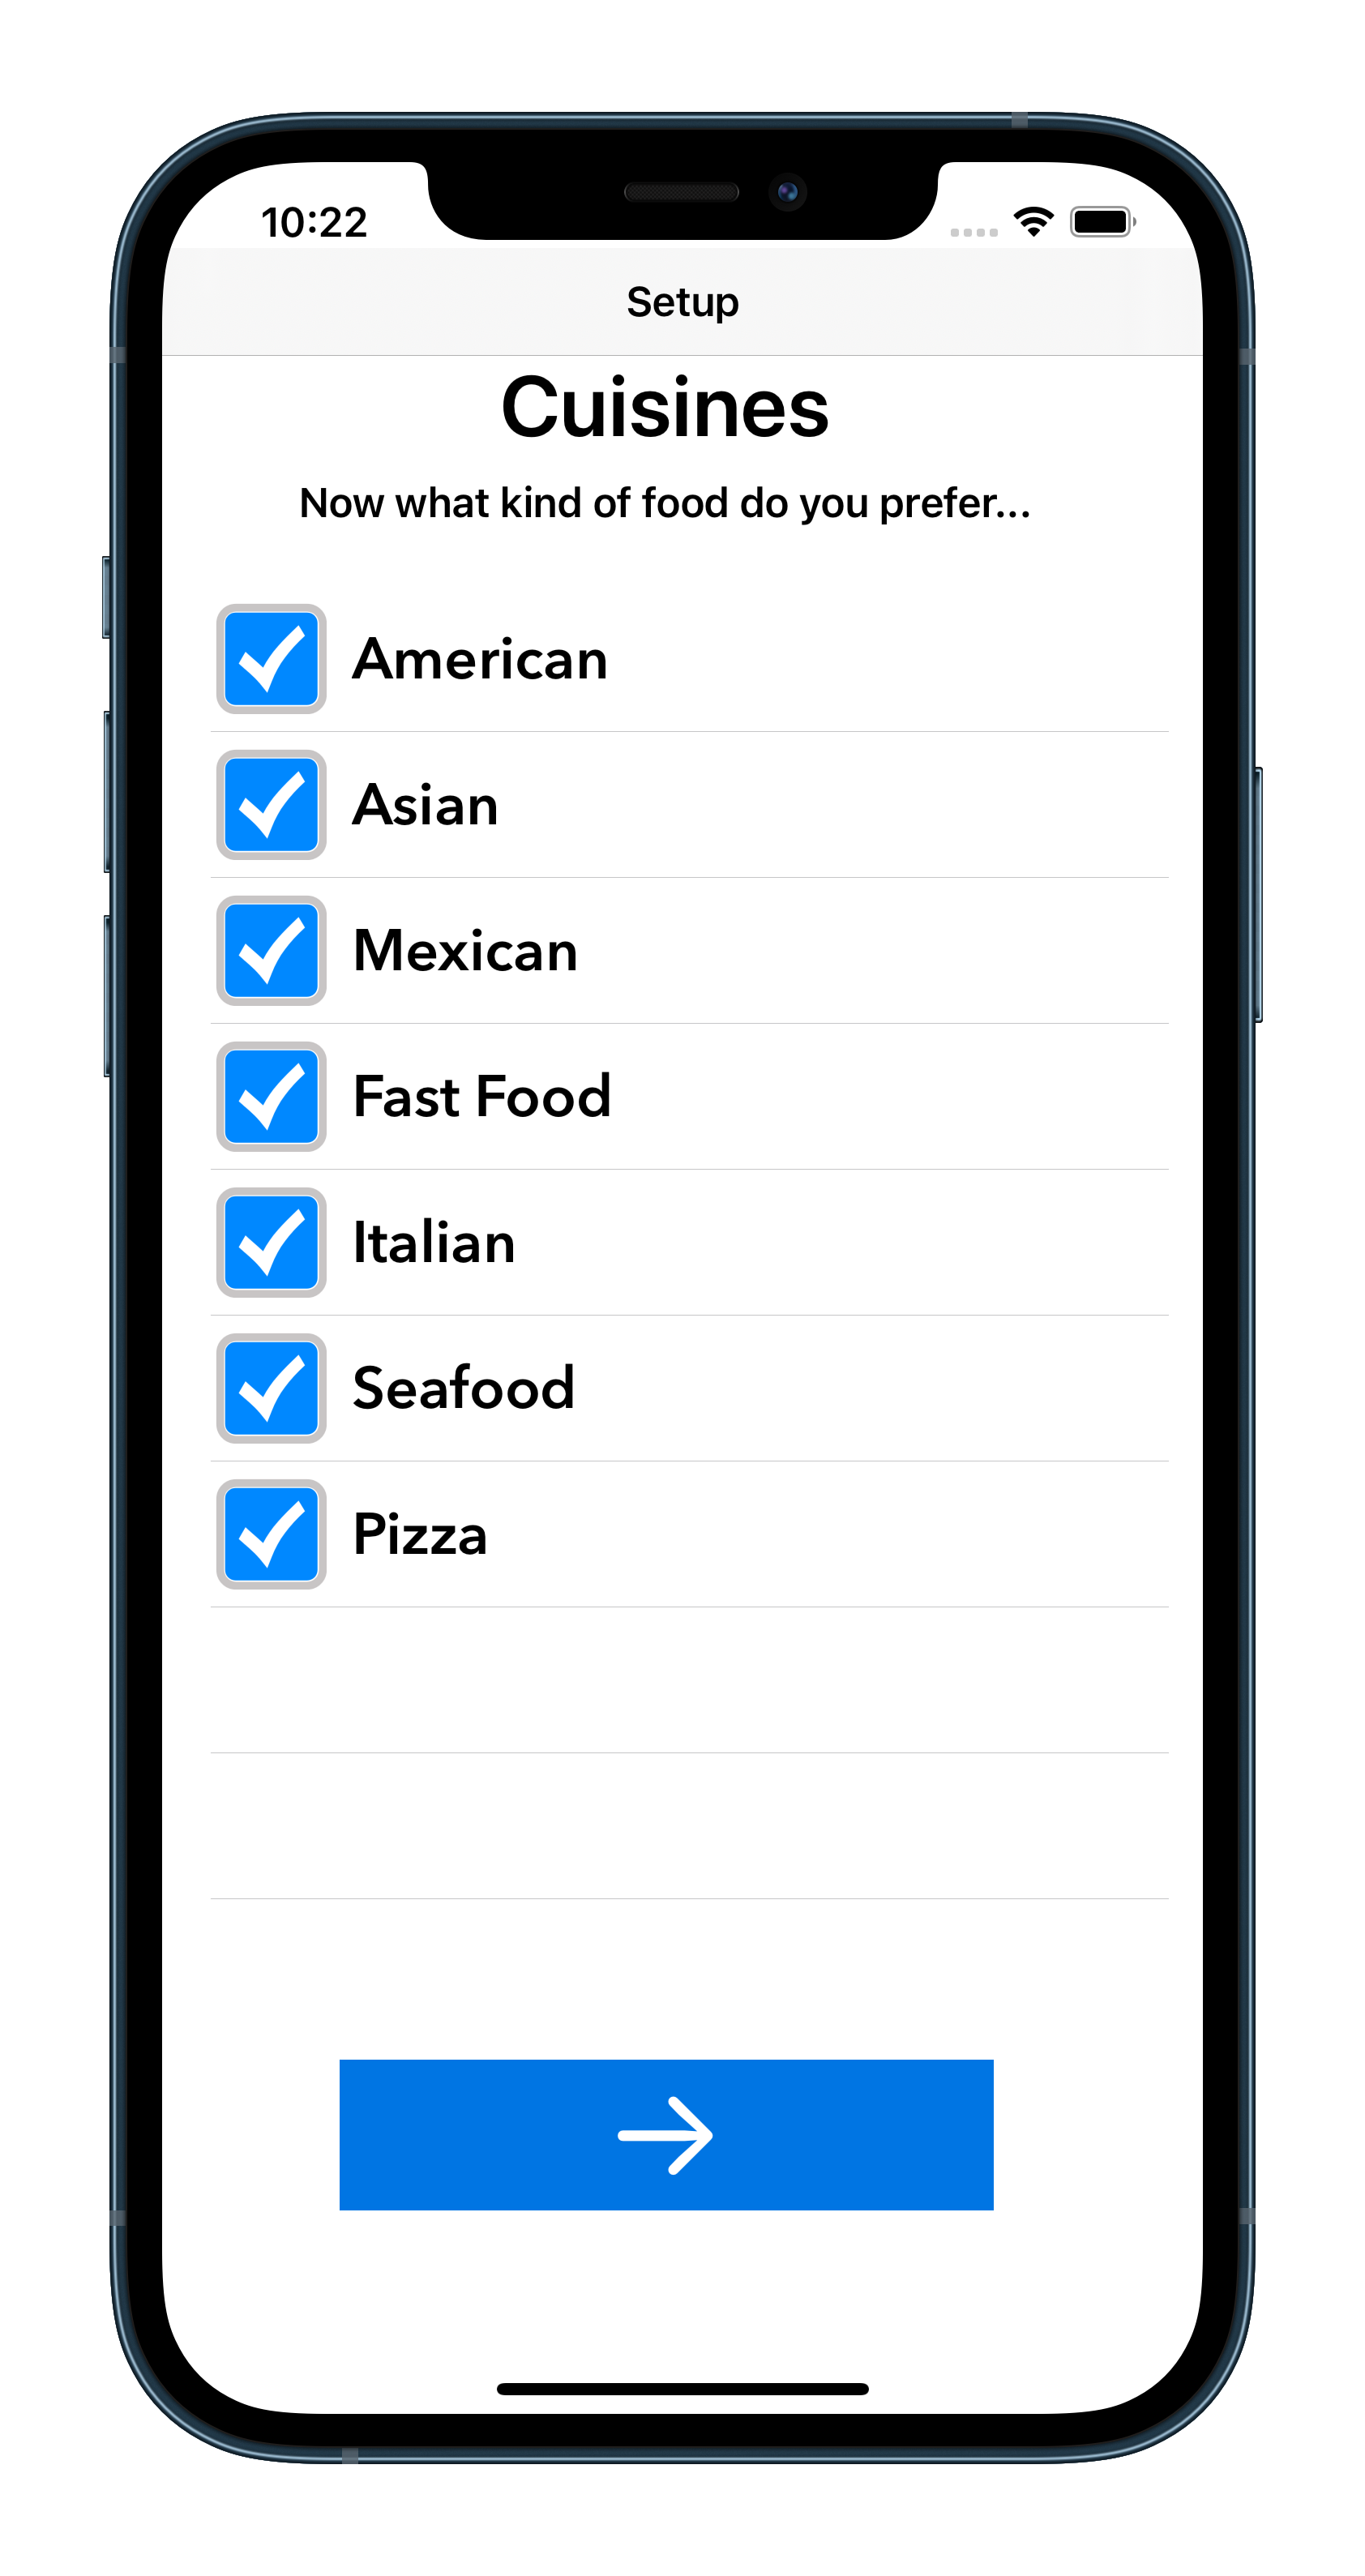 10:22
Setup
Cuisines
Now what kind of food do you prefer...
American
Asian
Mexican
Fast Food
Italian
Seafood
Pizza